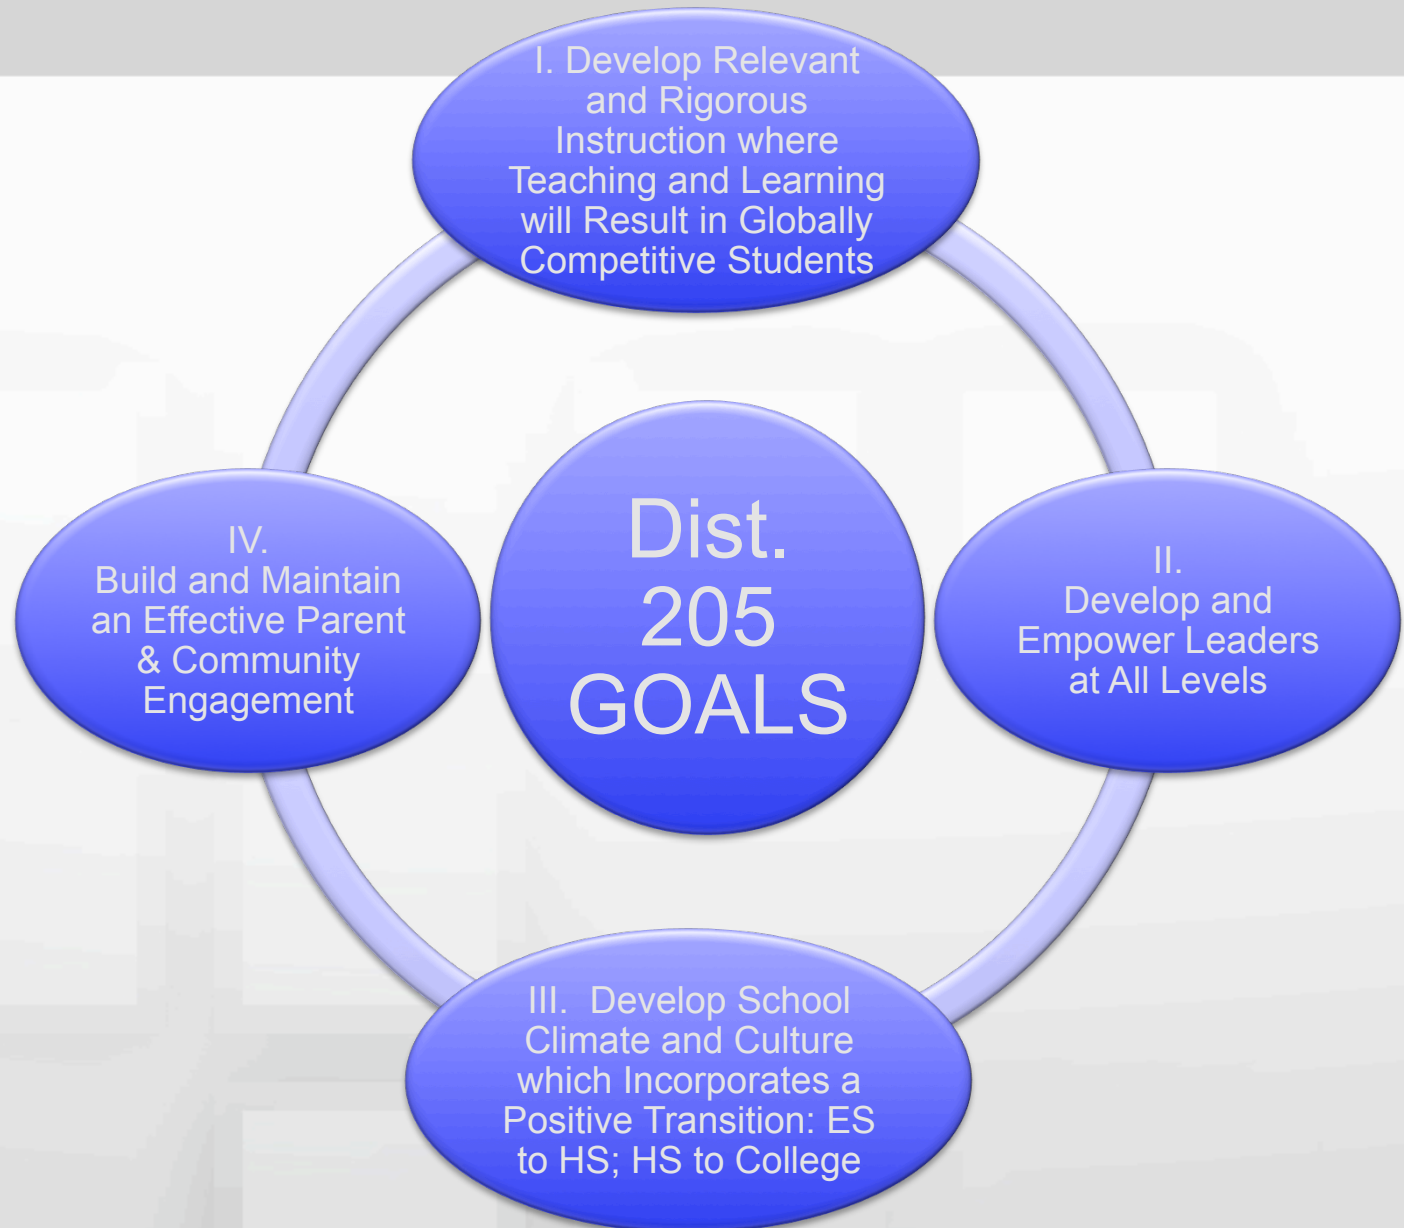 I. Develop Relevant
and Rigorous
Instruction where
Teaching and Learning
will Result in Globally
Competitive Students
IV.
Build and Maintain
an Effective Parent
& Community
Engagement
Dist.
205
GOALS
II.
Develop and
Empower Leaders
at All Levels
III.  Develop School
Climate and Culture
which Incorporates a
Positive Transition: ES
to HS; HS to College